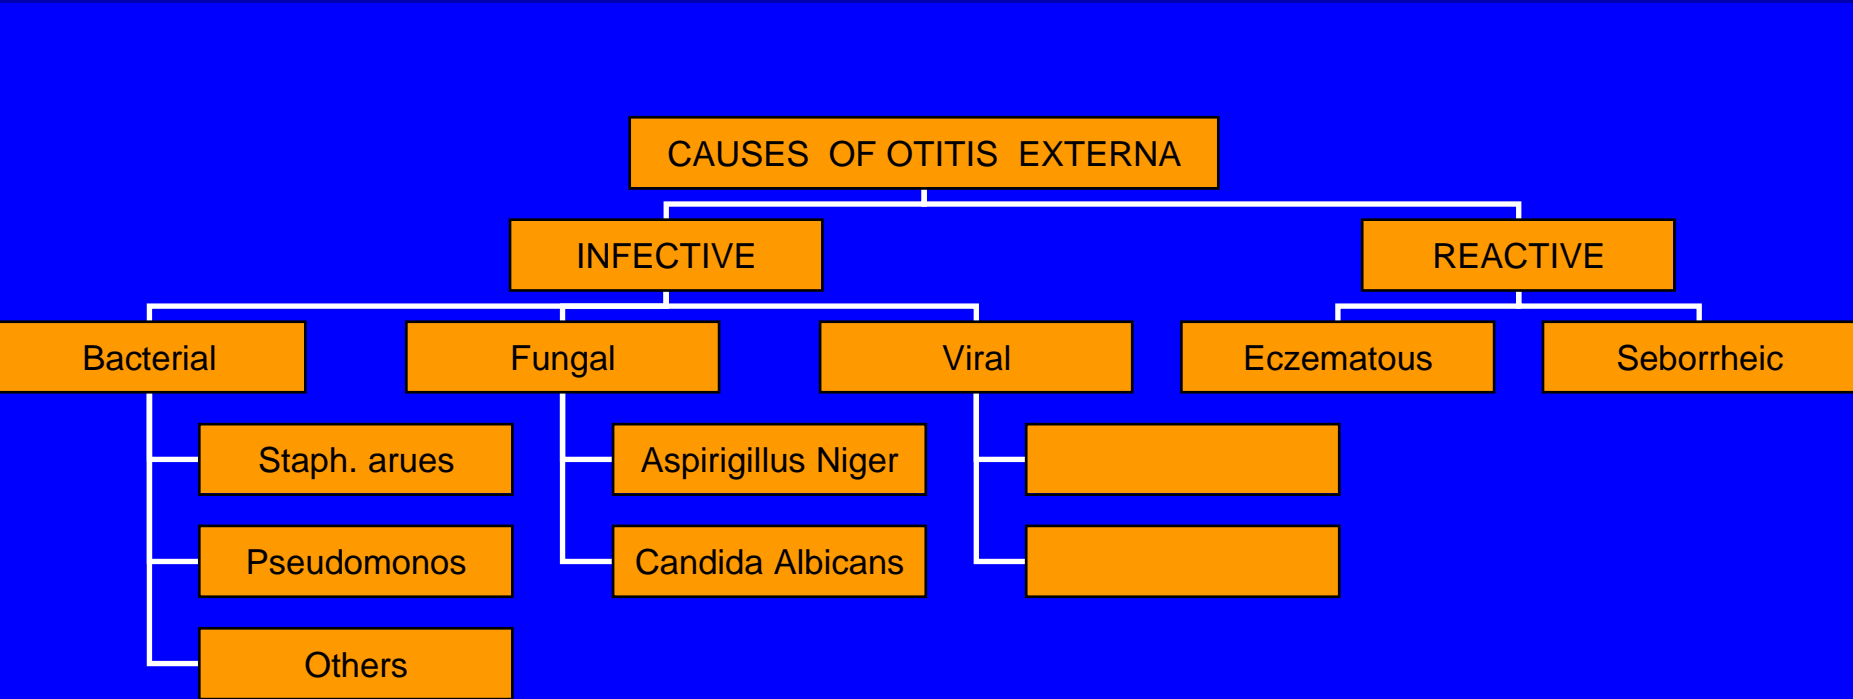 CAUSES OF OTITIS EXTERNA
INFECTIVE
REACTIVE
Bacterial
Fungal
Viral
Eczematous
Seborrheic
Staph. arues
Aspirigillus Niger
Pseudomonos
Candida Albicans
Others